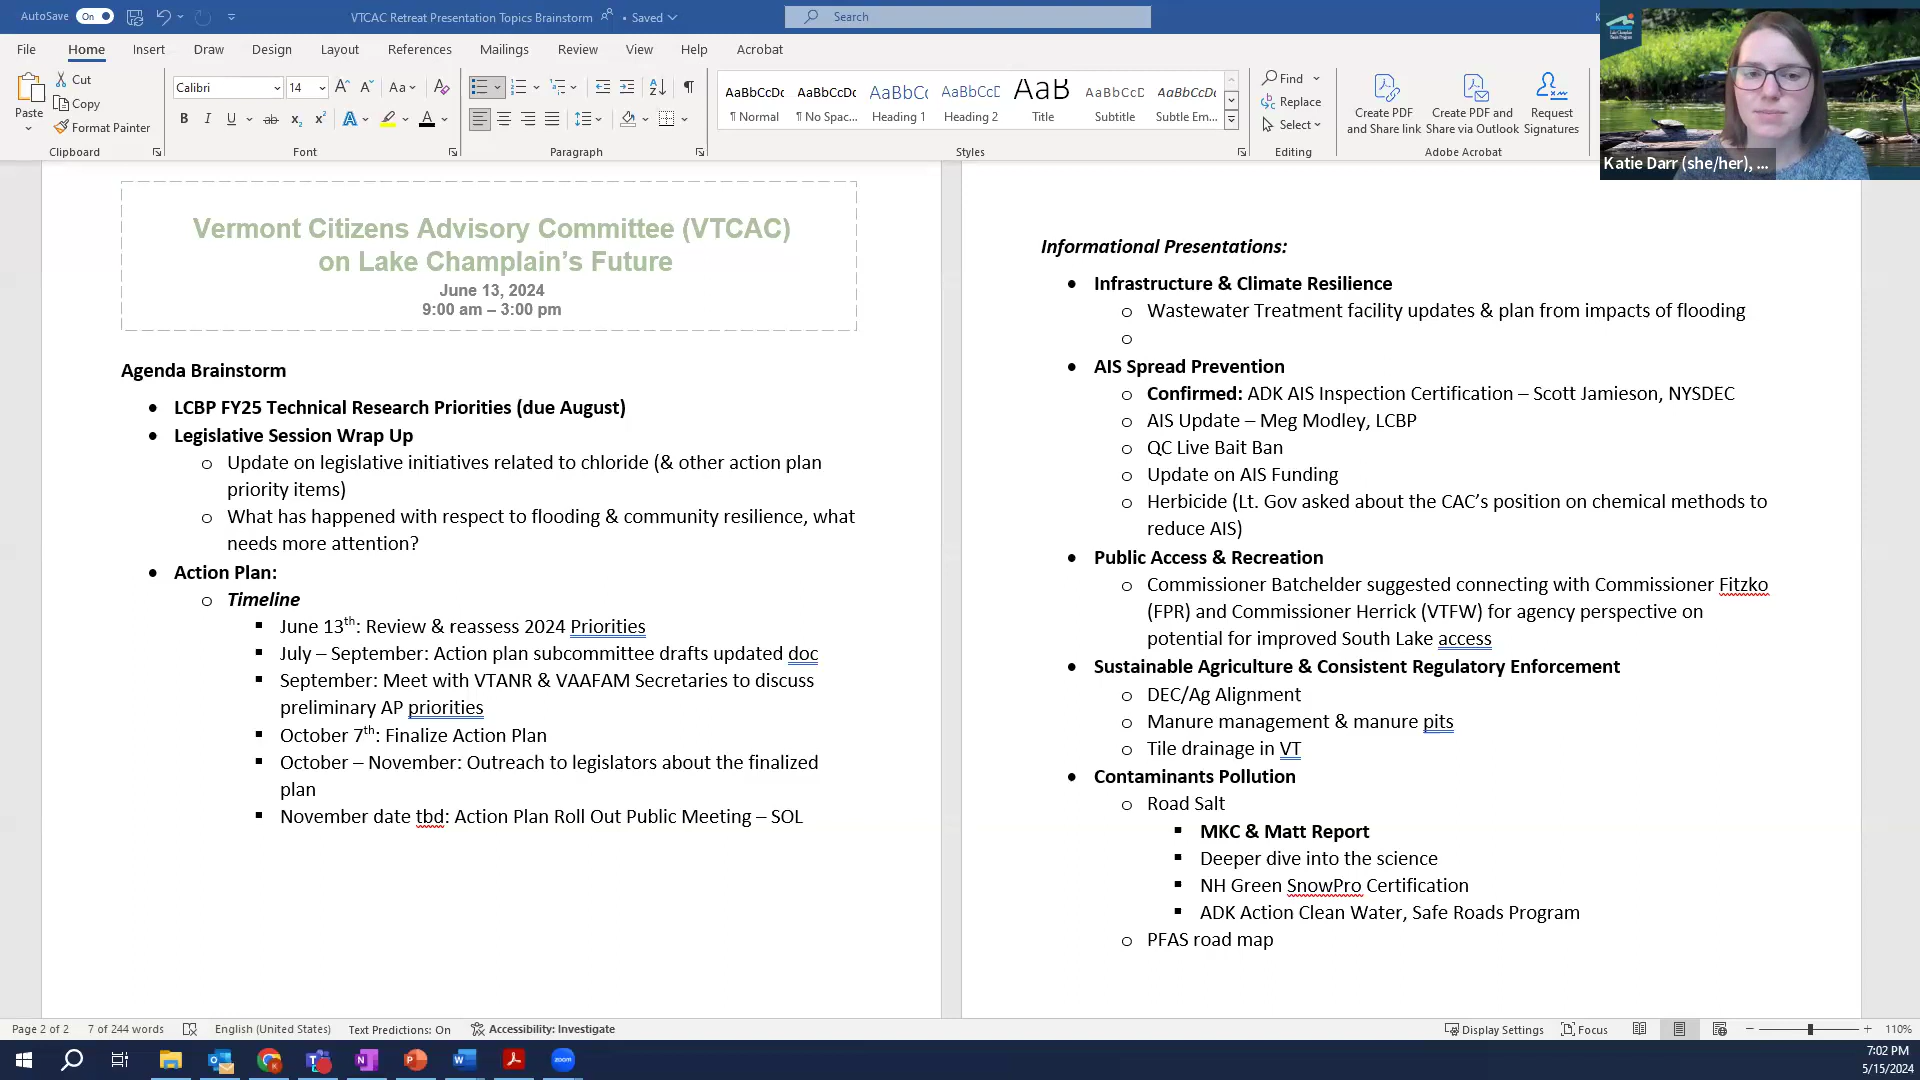 AutoSave On VTCAC Retreat Presentation Topics Brainstorm • Saved Search
File Home Insert Draw Design Layout References Mailings Review View Help Acrobat
Paste Cut Copy Format Painter Clipboard
Calibri 14 Aa B I U ab x2 x2 A A Font
Paragraph
AaBbCcDc AaBbCcDc AaBbCc AaBbCcD AaB AaBbCcD AaBbCcDc
¶ Normal ¶ No Spac... Heading 1 Heading 2 Title Subtitle Subtle Em...
Styles
Find
Replace
Select
Editing
Create PDF and Share link
Create PDF and Share via Outlook
Request Signatures
Adobe Acrobat
Lake Champlain Basin Program
Katie Darr (she/her), ...
Vermont Citizens Advisory Committee (VTCAC)
on Lake Champlain's Future
June 13, 2024
9:00 am – 3:00 pm
Agenda Brainstorm
• LCBP FY25 Technical Research Priorities (due August)
• Legislative Session Wrap Up
o Update on legislative initiatives related to chloride (& other action plan
priority items)
o What has happened with respect to flooding & community resilience, what
needs more attention?
• Action Plan:
o Timeline
▪ June 13th: Review & reassess 2024 Priorities
▪ July – September: Action plan subcommittee drafts updated doc
▪ September: Meet with VTANR & VAAFAM Secretaries to discuss
preliminary AP priorities
▪ October 7th: Finalize Action Plan
▪ October – November: Outreach to legislators about the finalized
plan
▪ November date tbd: Action Plan Roll Out Public Meeting – SOL
Informational Presentations:
• Infrastructure & Climate Resilience
o Wastewater Treatment facility updates & plan from impacts of flooding
o
• AIS Spread Prevention
o Confirmed: ADK AIS Inspection Certification – Scott Jamieson, NYSDEC
o AIS Update – Meg Modley, LCBP
o QC Live Bait Ban
o Update on AIS Funding
o Herbicide (Lt. Gov asked about the CAC's position on chemical methods to
reduce AIS)
• Public Access & Recreation
o Commissioner Batchelder suggested connecting with Commissioner Fitzko
(FPR) and Commissioner Herrick (VTFW) for agency perspective on
potential for improved South Lake access
• Sustainable Agriculture & Consistent Regulatory Enforcement
o DEC/Ag Alignment
o Manure management & manure pits
o Tile drainage in VT
• Contaminants Pollution
o Road Salt
▪ MKC & Matt Report
▪ Deeper dive into the science
▪ NH Green SnowPro Certification
▪ ADK Action Clean Water, Safe Roads Program
o PFAS road map
Page 2 of 2 7 of 244 words English (United States) Text Predictions: On Accessibility: Investigate Display Settings Focus 110%
zoom
7:02 PM
5/15/2024